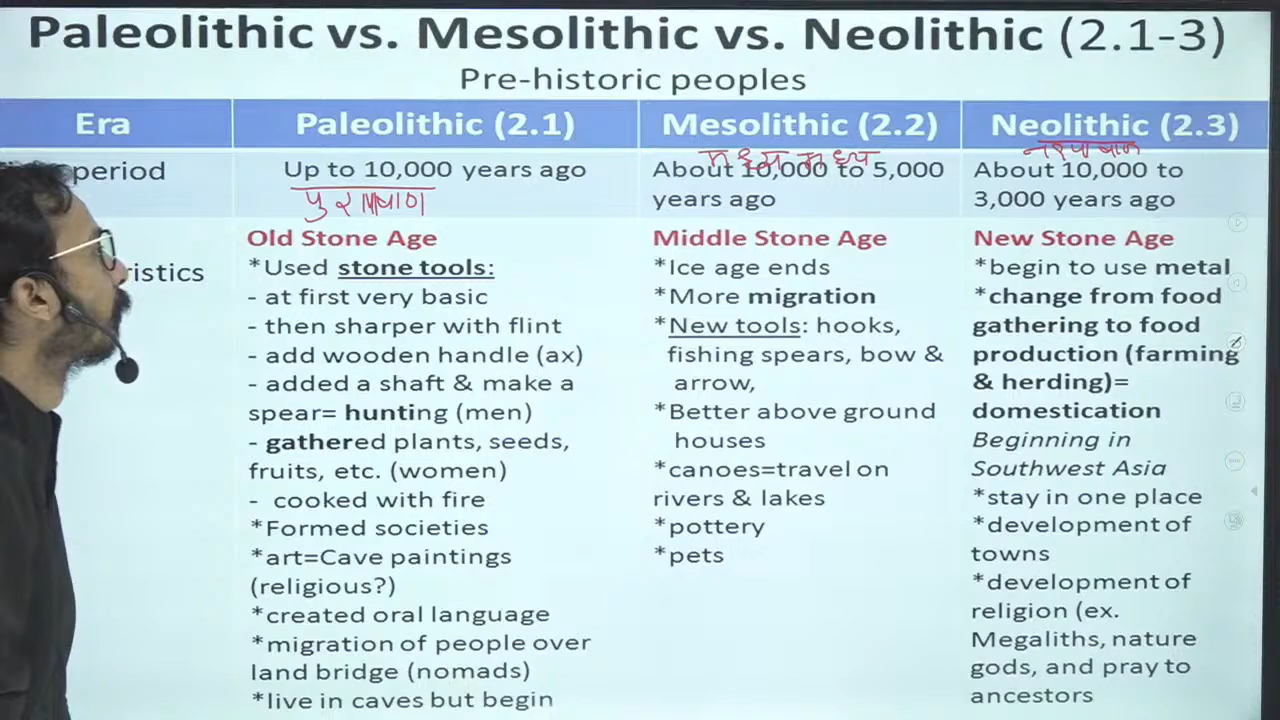 Paleolithic vs. Mesolithic vs. Neolithic (2.1-3)
Pre-historic peoples
Era
Paleolithic (2.1)
Mesolithic (2.2)
Neolithic (2.3)
period
Up to 10,000 years ago
About 10,000 to 5,000
years ago
About 10,000 to
3,000 years ago
ristics
Old Stone Age
*Used stone tools:
- at first very basic
- then sharper with flint
- add wooden handle (ax)
- added a shaft & make a
spear= hunting (men)
- gathered plants, seeds,
fruits, etc. (women)
- cooked with fire
*Formed societies
*art=Cave paintings
(religious?)
*created oral language
*migration of people over
land bridge (nomads)
*live in caves but begin
Middle Stone Age
*Ice age ends
*More migration
*New tools: hooks,
fishing spears, bow &
arrow,
*Better above ground
houses
*canoes=travel on
rivers & lakes
*pottery
*pets
New Stone Age
*begin to use metal
*change from food
gathering to food
production (farming
& herding)=
domestication
Beginning in
Southwest Asia
*stay in one place
*development of
towns
*development of
religion (ex.
Megaliths, nature
gods, and pray to
ancestors